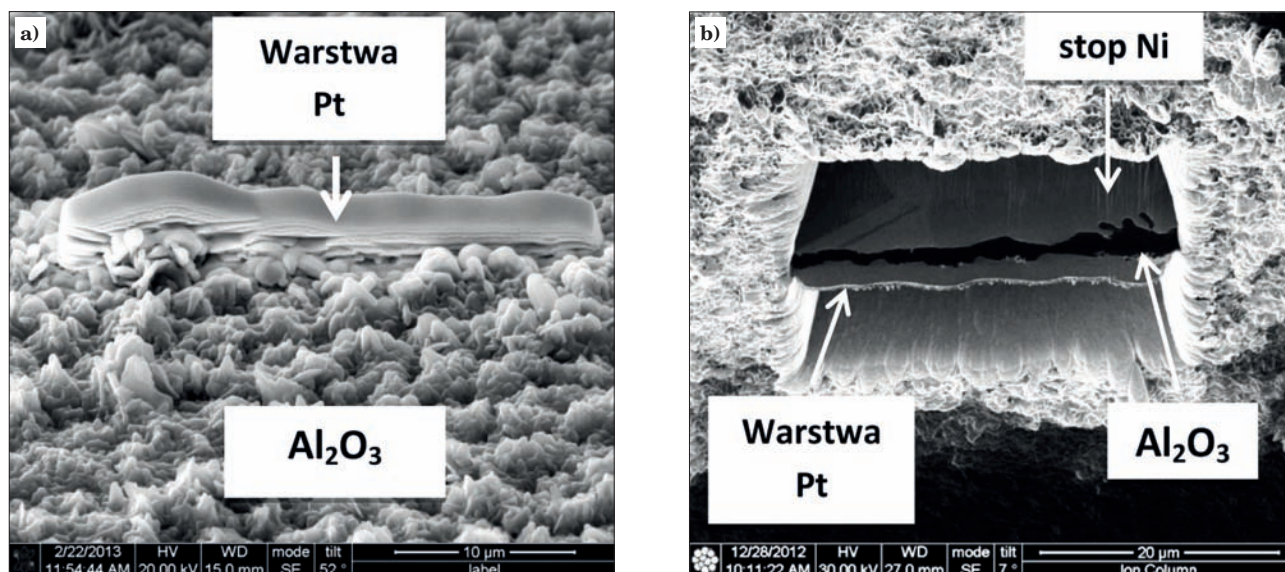 a)
Warstwa
Pt
Al₂O₃
2/22/2013 HV WD mode tilt 10 µm
11:54:44 AM 20.00 kV 15.0 mm SE 52 ° label
b)
stop Ni
Warstwa
Pt
Al₂O₃
12/28/2012 HV WD mode tilt 20 µm
10:11:22 AM 30.00 kV 27.0 mm SE 7 ° Ion Column